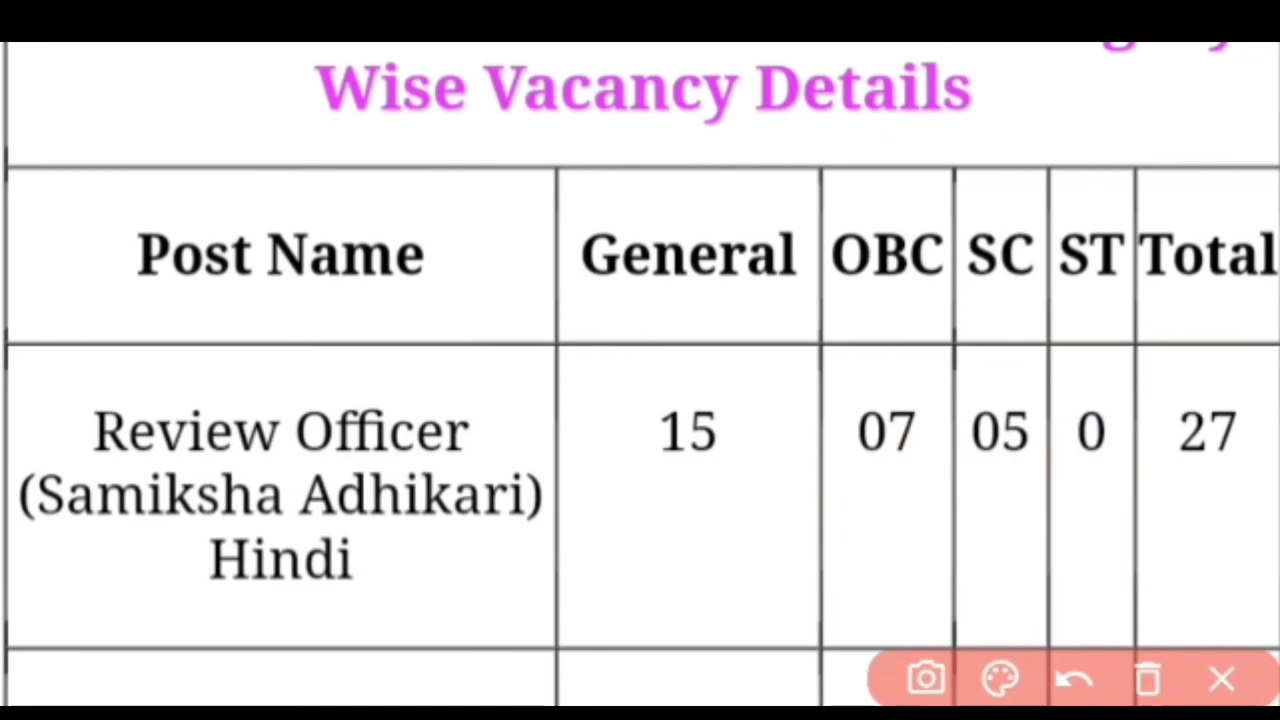 Wise Vacancy Details
Post Name General OBC SC ST Total
Review Officer 15 07 05 0 27
(Samiksha Adhikari)
Hindi